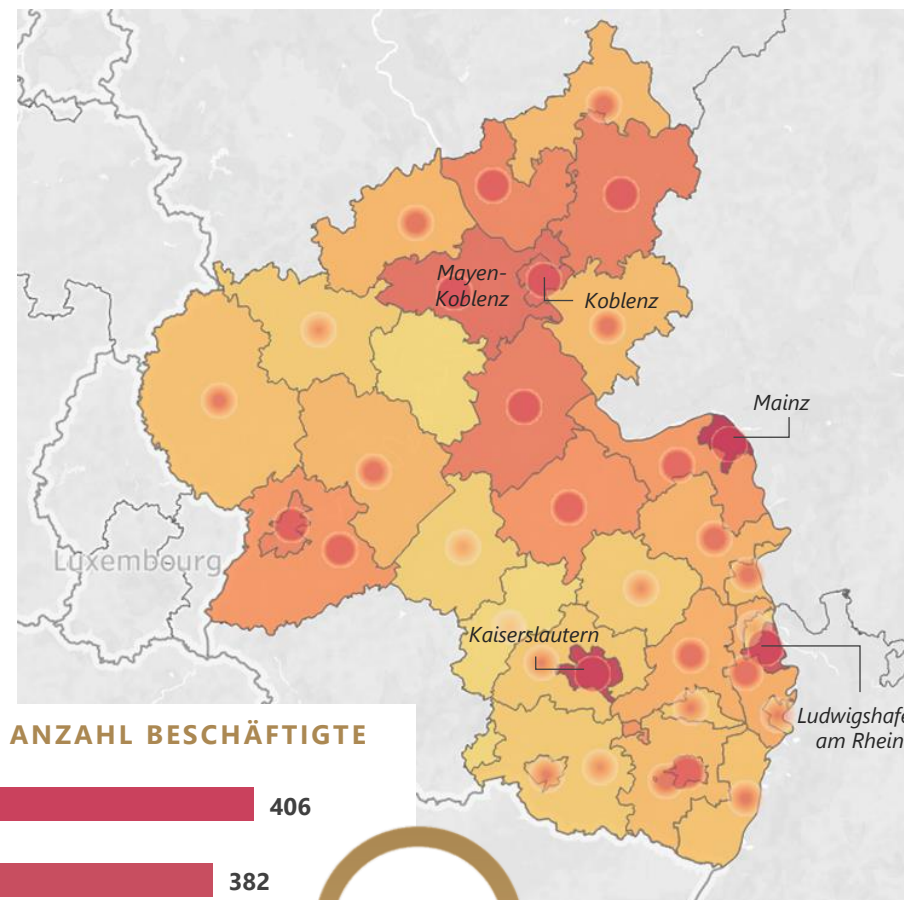 Mayen-
Koblenz
Koblenz
Mainz
Luxembourg
Kaiserslautern
Ludwigshafe
am Rhein
ANZAHL BESCHÄFTIGTE
406
382